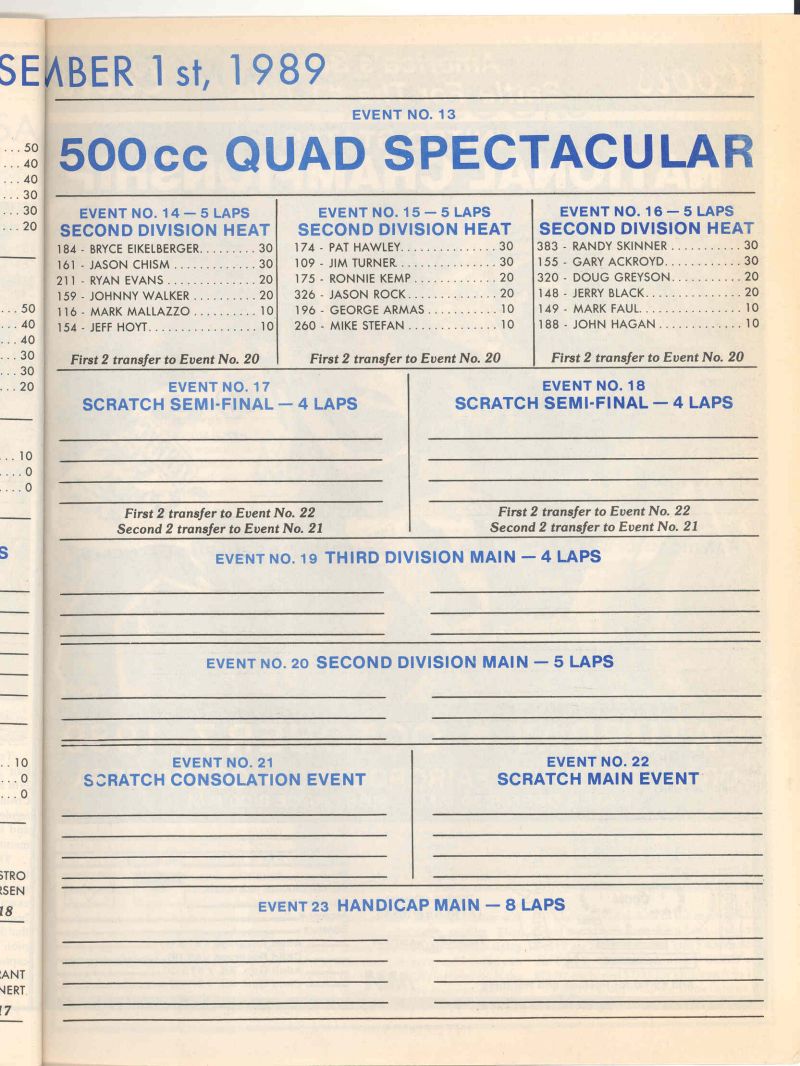 SEMBER 1st, 1989
EVENT NO. 13
500cc QUAD SPECTACULAR
EVENT NO. 14 — 5 LAPS
SECOND DIVISION HEAT
184 - BRYCE EIKELBERGER......... 30
161 - JASON CHISM ............. 30
211 - RYAN EVANS .............. 20
159 - JOHNNY WALKER .......... 20
116 - MARK MALLAZZO .......... 10
154 - JEFF HOYT................ 10
First 2 transfer to Event No. 20
EVENT NO. 15 — 5 LAPS
SECOND DIVISION HEAT
174 - PAT HAWLEY............... 30
109 - JIM TURNER............... 30
175 - RONNIE KEMP ............. 20
326 - JASON ROCK............... 20
196 - GEORGE ARMAS ........... 10
260 - MIKE STEFAN ............. 10
First 2 transfer to Event No. 20
EVENT NO. 16 — 5 LAPS
SECOND DIVISION HEAT
383 - RANDY SKINNER .......... 30
155 - GARY ACKROYD............ 30
320 - DOUG GREYSON........... 20
148 - JERRY BLACK.............. 20
149 - MARK FAUL............... 10
188 - JOHN HAGAN ............. 10
First 2 transfer to Event No. 20
EVENT NO. 17
SCRATCH SEMI-FINAL — 4 LAPS
First 2 transfer to Event No. 22
Second 2 transfer to Event No. 21
EVENT NO. 18
SCRATCH SEMI-FINAL — 4 LAPS
First 2 transfer to Event No. 22
Second 2 transfer to Event No. 21
EVENT NO. 19 THIRD DIVISION MAIN — 4 LAPS
EVENT NO. 20 SECOND DIVISION MAIN — 5 LAPS
EVENT NO. 21
SCRATCH CONSOLATION EVENT
EVENT NO. 22
SCRATCH MAIN EVENT
EVENT 23 HANDICAP MAIN — 8 LAPS
... 50
... 40
... 40
... 30
... 30
... 20
... 50
... 40
... 40
... 30
... 30
... 20
... 10
.... 0
.... 0
S
.. 10
... 0
... 0
STRO
RSEN
18
RANT
NERT
17